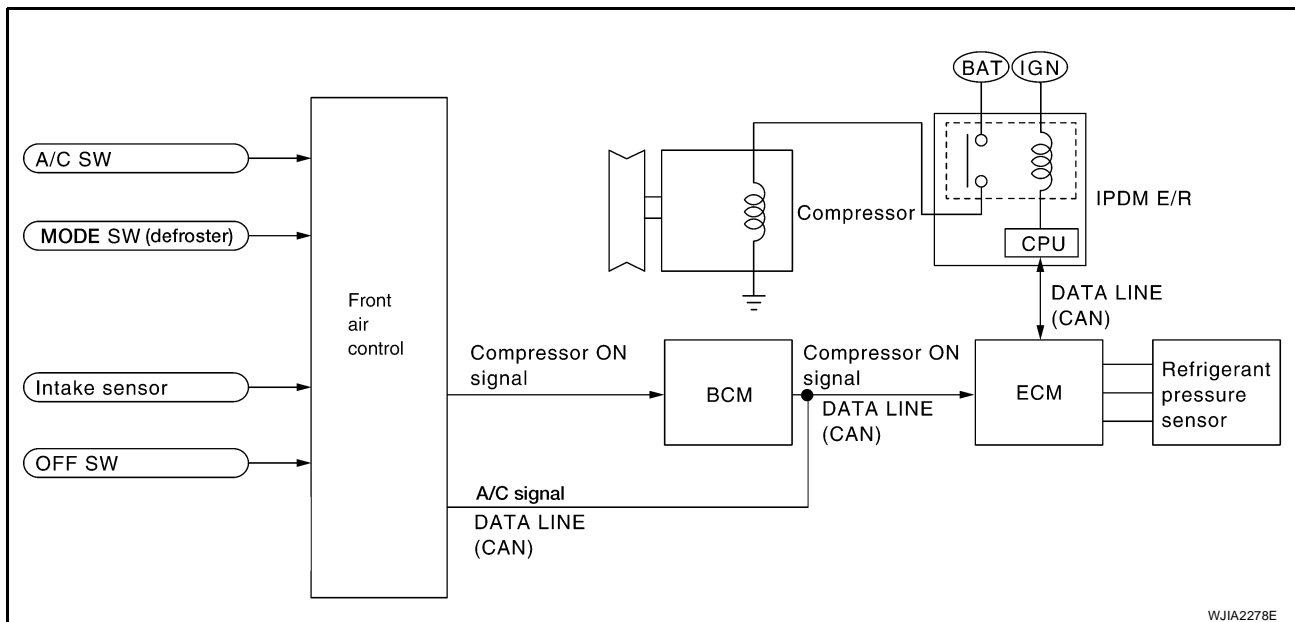 BAT
IGN
A/C SW
MODE SW (defroster)
Intake sensor
OFF SW
Front
air
control
Compressor
IPDM E/R
CPU
DATA LINE
(CAN)
Compressor ON
signal
BCM
Compressor ON
signal
DATA LINE
(CAN)
ECM
Refrigerant
pressure
sensor
A/C signal
DATA LINE
(CAN)
WJIA2278E